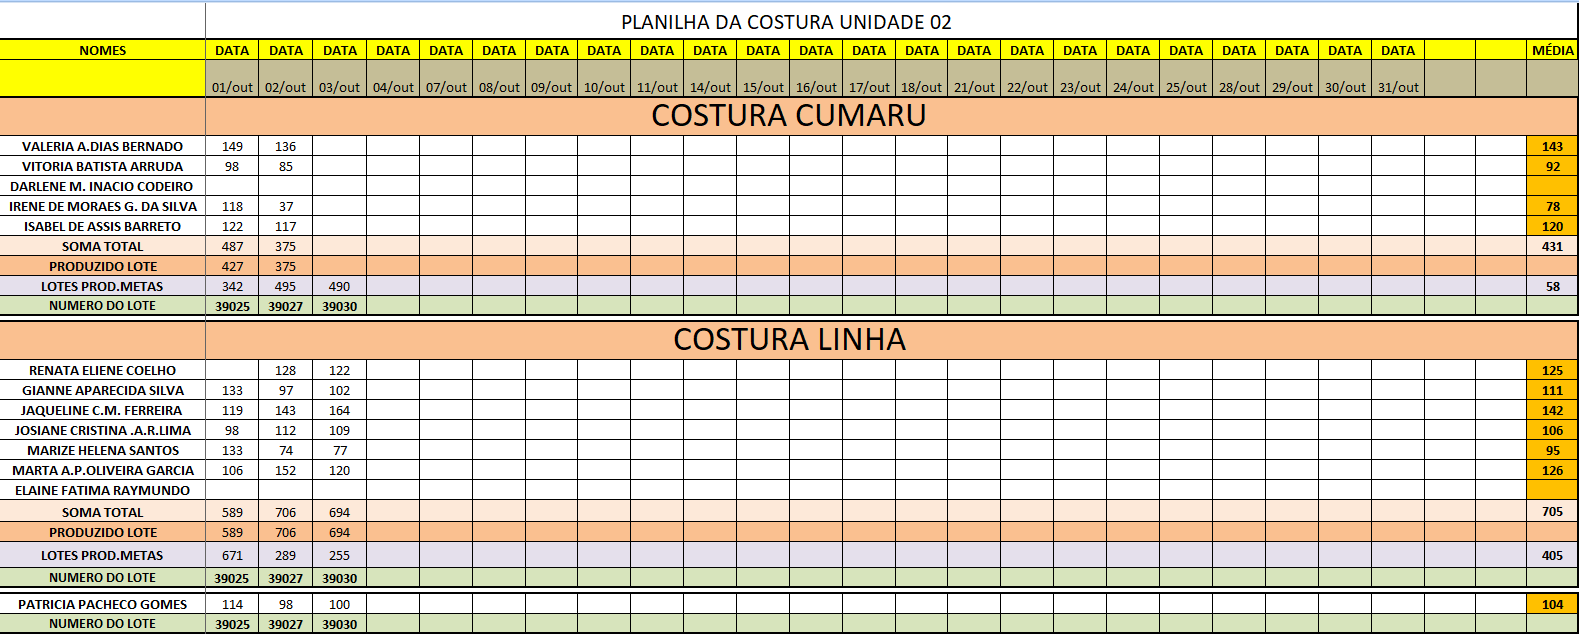 PLANILHA DA COSTURA UNIDADE 02
NOMES DATA DATA DATA DATA DATA DATA DATA DATA DATA DATA DATA DATA DATA DATA DATA DATA DATA DATA DATA DATA DATA DATA DATA MÉDIA
01/out 02/out 03/out 04/out 07/out 08/out 09/out 10/out 11/out 14/out 15/out 16/out 17/out 18/out 21/out 22/out 23/out 24/out 25/out 28/out 29/out 30/out 31/out
COSTURA CUMARU
VALERIA A.DIAS BERNADO 149 136 143
VITORIA BATISTA ARRUDA 98 85 92
DARLENE M. INACIO CODEIRO
IRENE DE MORAES G. DA SILVA 118 37 78
ISABEL DE ASSIS BARRETO 122 117 120
SOMA TOTAL 487 375 431
PRODUZIDO LOTE 427 375
LOTES PROD.METAS 342 495 490 58
NUMERO DO LOTE 39025 39027 39030
COSTURA LINHA
RENATA ELIENE COELHO 128 122 125
GIANNE APARECIDA SILVA 133 97 102 111
JAQUELINE C.M. FERREIRA 119 143 164 142
JOSIANE CRISTINA .A.R.LIMA 98 112 109 106
MARIZE HELENA SANTOS 133 74 77 95
MARTA A.P.OLIVEIRA GARCIA 106 152 120 126
ELAINE FATIMA RAYMUNDO
SOMA TOTAL 589 706 694 705
PRODUZIDO LOTE 589 706 694
LOTES PROD.METAS 671 289 255 405
NUMERO DO LOTE 39025 39027 39030
PATRICIA PACHECO GOMES 114 98 100 104
NUMERO DO LOTE 39025 39027 39030